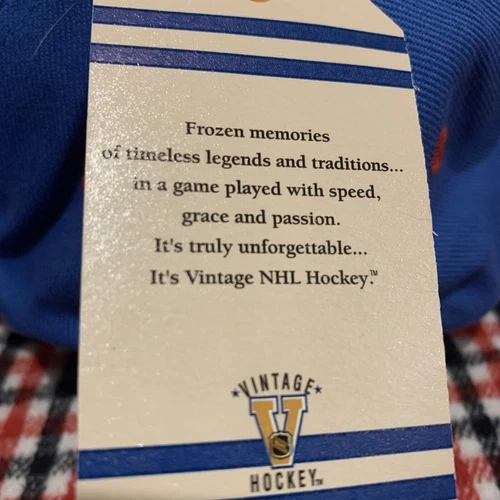 Frozen memories
of timeless legends and traditions...
in a game played with speed,
grace and passion.
It's truly unforgettable...
It's Vintage NHL Hockey.™
VINTAGE
V
HOCKEY™